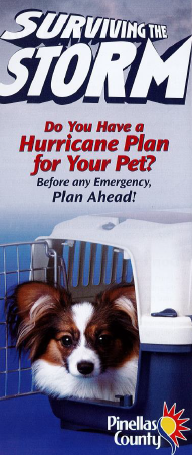 SURVIVING THE
STORM
Do You Have a
Hurricane Plan
for Your Pet?
Before any Emergency,
Plan Ahead!
Pinellas
County